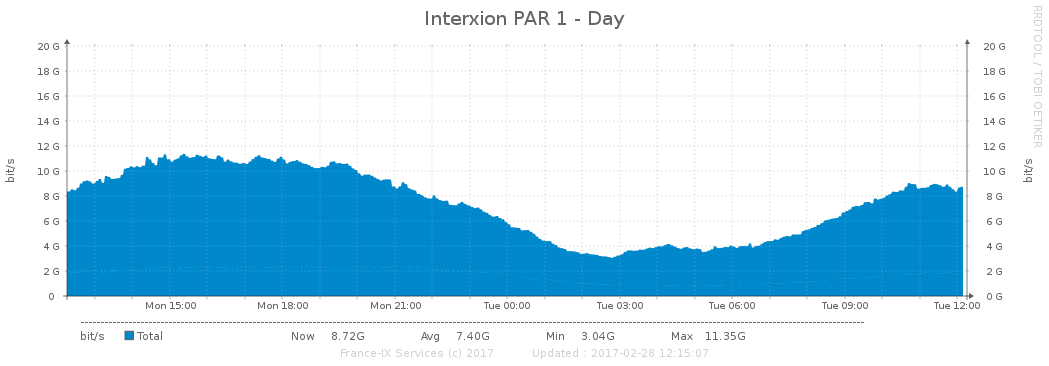 Interxion PAR 1 - Day
RRDTOOL / TOBI OETIKER
20 G 20 G
18 G 18 G
16 G 16 G
14 G 14 G
12 G 12 G
10 G 10 G
8 G 8 G
6 G 6 G
4 G 4 G
2 G 2 G
0 0 G
bit/s
bit/s
Mon 15:00 Mon 18:00 Mon 21:00 Tue 00:00 Tue 03:00 Tue 06:00 Tue 09:00 Tue 12:00
bit/s Total Now 8.72G Avg 7.40G Min 3.04G Max 11.35G
France-IX Services (c) 2017 Updated : 2017-02-28 12:15:07